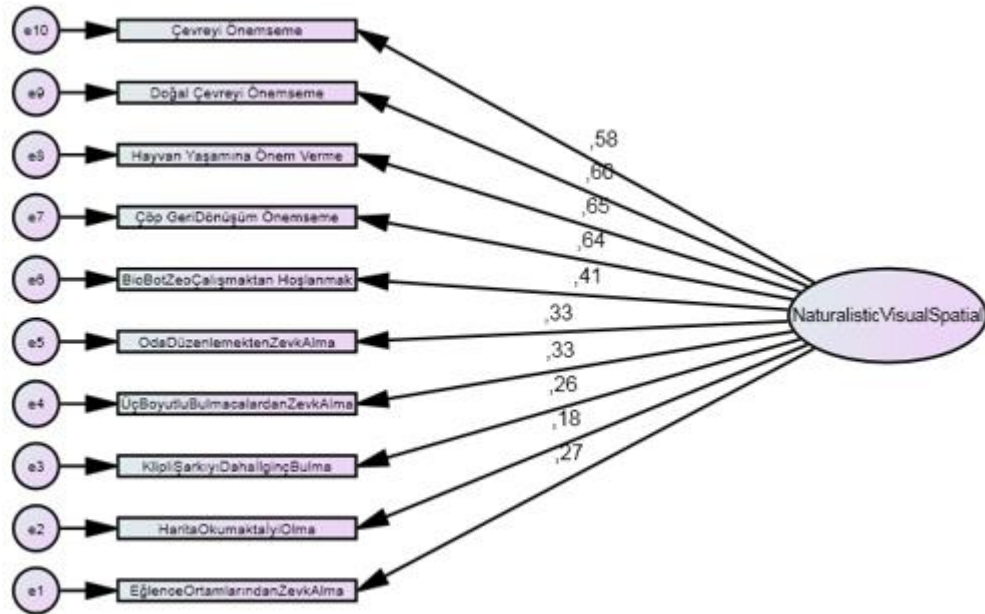 e10
Çevreyi Önemseme
,58
e9
Doğal Çevreyi Önemseme
,66
e8
Hayvan Yaşamına Önem Verme
,65
e7
Çöp GeriDönüşüm Önemseme
,64
e6
BioBotZeoÇalışmaktan Hoşlanmak
,41
NaturalisticVisualSpatial
e5
OdaDüzenlemektenZevkAlma
,33
e4
ÜçBoyutluBulmacalardanZevkAlma
,33
e3
KlipliŞarkıyıDahaİlginçBulma
,26
e2
HaritaOkumaktaİyiOlma
,18
e1
EğlenceOrtamlarındanZevkAlma
,27